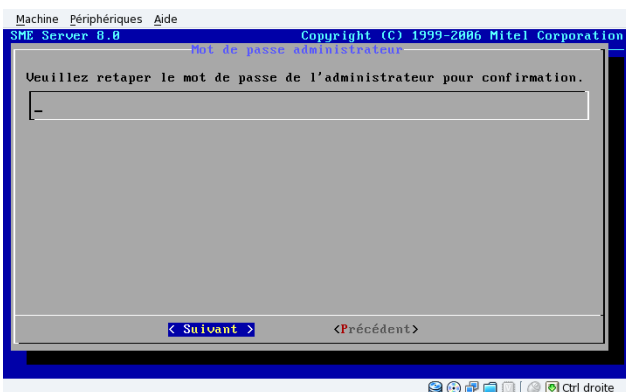 Machine Périphériques Aide
SME Server 8.0 Copyright (C) 1999-2006 Mitel Corporation
Mot de passe administrateur
Veuillez retaper le mot de passe de l'administrateur pour confirmation.
< Suivant > <Précédent>
Ctrl droite